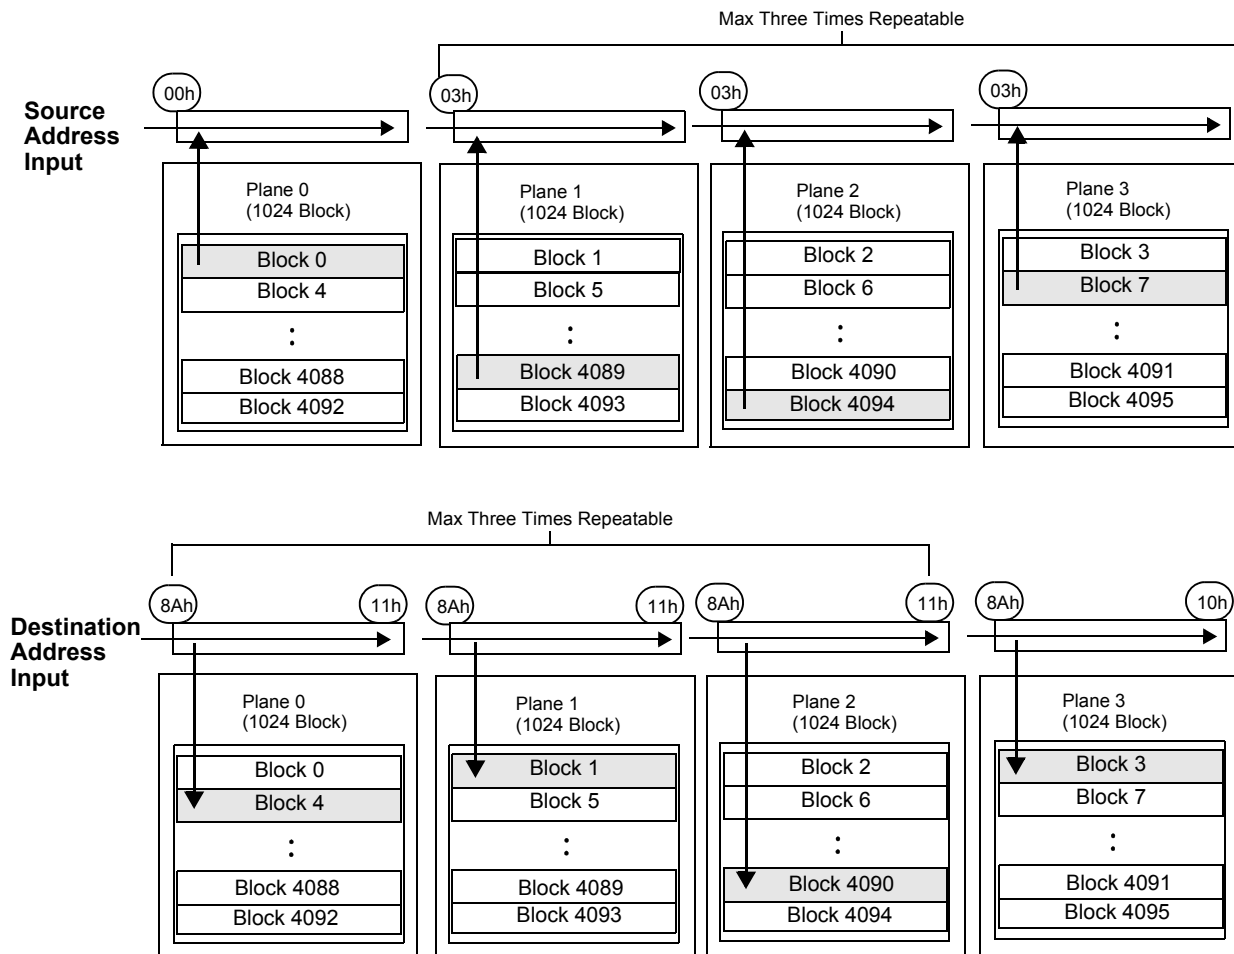 Max Three Times Repeatable
00h
03h
03h
03h
Source
Address
Input
Plane 0
(1024 Block)
Block 0
Block 4
:
Block 4088
Block 4092
Plane 1
(1024 Block)
Block 1
Block 5
:
Block 4089
Block 4093
Plane 2
(1024 Block)
Block 2
Block 6
:
Block 4090
Block 4094
Plane 3
(1024 Block)
Block 3
Block 7
:
Block 4091
Block 4095
Max Three Times Repeatable
8Ah
11h
8Ah
11h
8Ah
11h
8Ah
10h
Destination
Address
Input
Plane 0
(1024 Block)
Block 0
Block 4
:
Block 4088
Block 4092
Plane 1
(1024 Block)
Block 1
Block 5
:
Block 4089
Block 4093
Plane 2
(1024 Block)
Block 2
Block 6
:
Block 4090
Block 4094
Plane 3
(1024 Block)
Block 3
Block 7
:
Block 4091
Block 4095